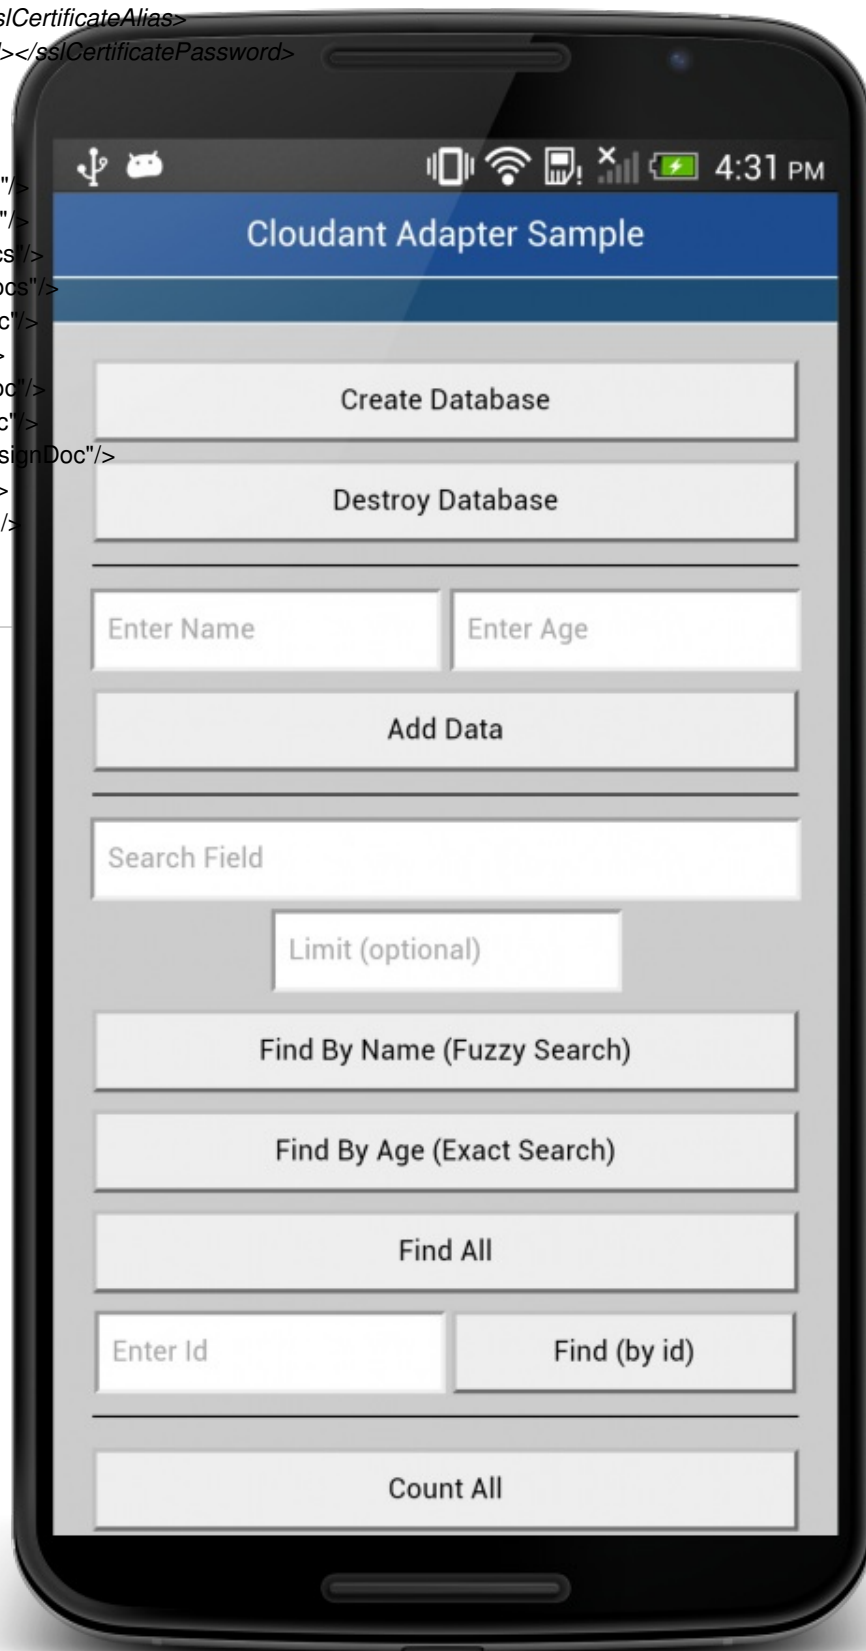 slCertificateAlias>
></sslCertificatePassword>
4:31 PM
"/>
"/>
Cloudant Adapter Sample
cs"/>
ocs"/>
c"/>
>
oc"/>
Create Database
c"/>
signDoc"/>
>
Destroy Database
/>
Enter Name Enter Age
Add Data
Search Field
Limit (optional)
Find By Name (Fuzzy Search)
Find By Age (Exact Search)
Find All
Enter Id Find (by id)
Count All